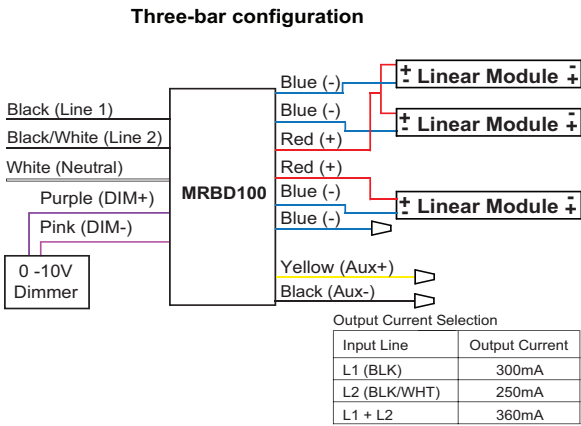 Three-bar configuration
Black (Line 1)
Black/White (Line 2)
White (Neutral)
Purple (DIM+)
Pink (DIM-)
0 -10V
Dimmer
MRBD100
Blue (-)
Blue (-)
Red (+)
Red (+)
Blue (-)
Blue (-)
Yellow (Aux+)
Black (Aux-)
+ - Linear Module - +
+ - Linear Module - +
+ - Linear Module - +
Output Current Selection
Input Line Output Current
L1 (BLK) 300mA
L2 (BLK/WHT) 250mA
L1 + L2 360mA